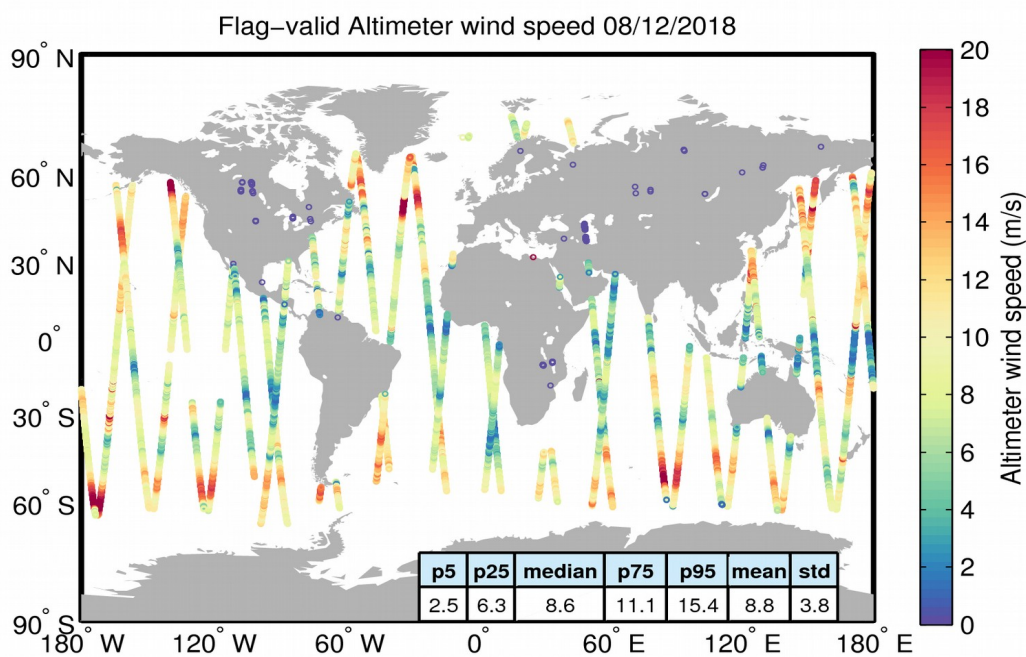 Flag−valid Altimeter wind speed 08/12/2018
90° N
60° N
30° N
0°
30° S
60° S
90° S
180° W
120° W
60° W
0°
60° E
120° E
180° E
20
18
16
14
12
10
8
6
4
2
0
Altimeter wind speed (m/s)
p5 p25 median p75 p95 mean std
2.5 6.3 8.6 11.1 15.4 8.8 3.8